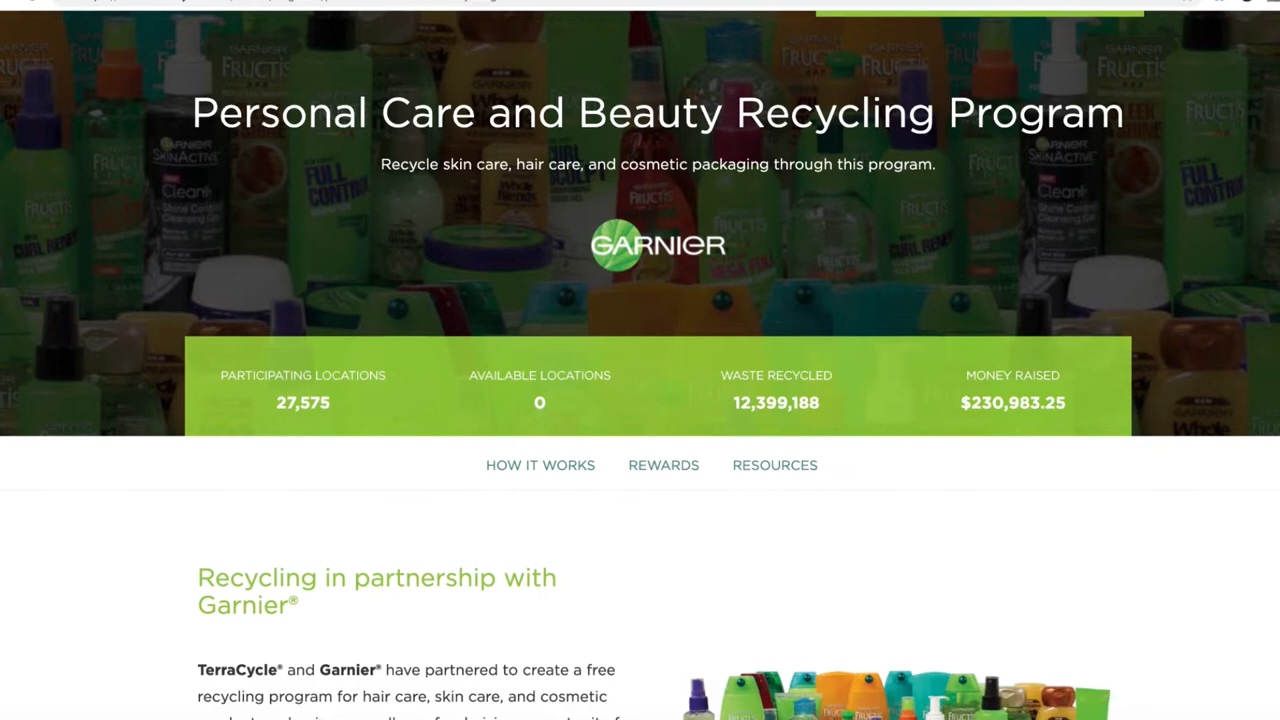 Personal Care and Beauty Recycling Program
Recycle skin care, hair care, and cosmetic packaging through this program.
GARNIER
PARTICIPATING LOCATIONS
AVAILABLE LOCATIONS
WASTE RECYCLED
MONEY RAISED
27,575
0
12,399,188
$230,983.25
HOW IT WORKS
REWARDS
RESOURCES
Recycling in partnership with
Garnier®
TerraCycle® and Garnier® have partnered to create a free
recycling program for hair care, skin care, and cosmetic